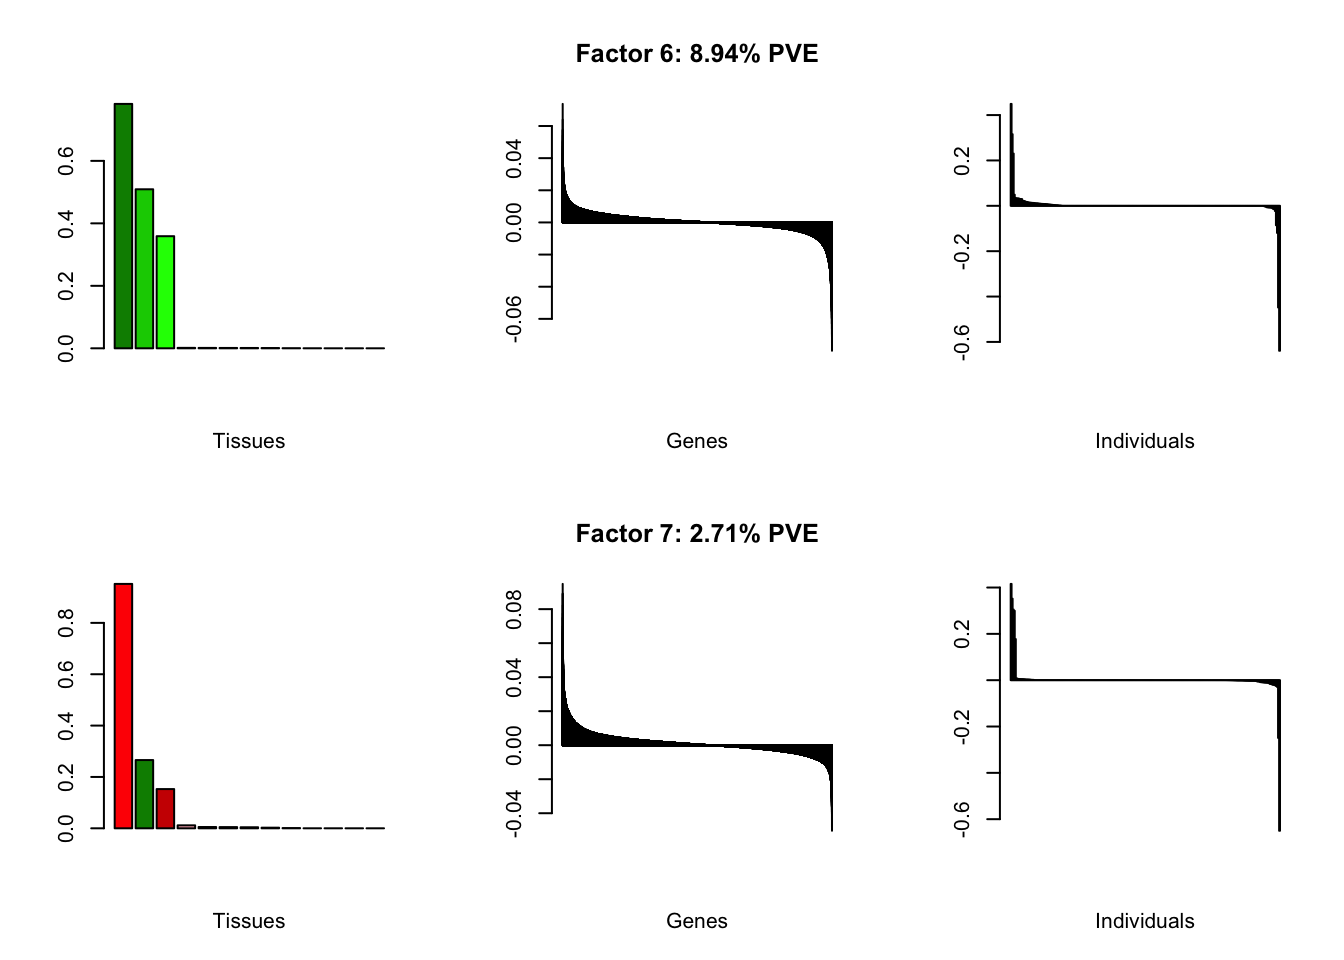 Factor 6: 8.94% PVE
0.0 0.2 0.4 0.6
Tissues
-0.06 0.00 0.04
Genes
-0.6 -0.2 0.2
Individuals
Factor 7: 2.71% PVE
0.0 0.2 0.4 0.6 0.8
Tissues
-0.04 0.00 0.04 0.08
Genes
-0.6 -0.2 0.2
Individuals